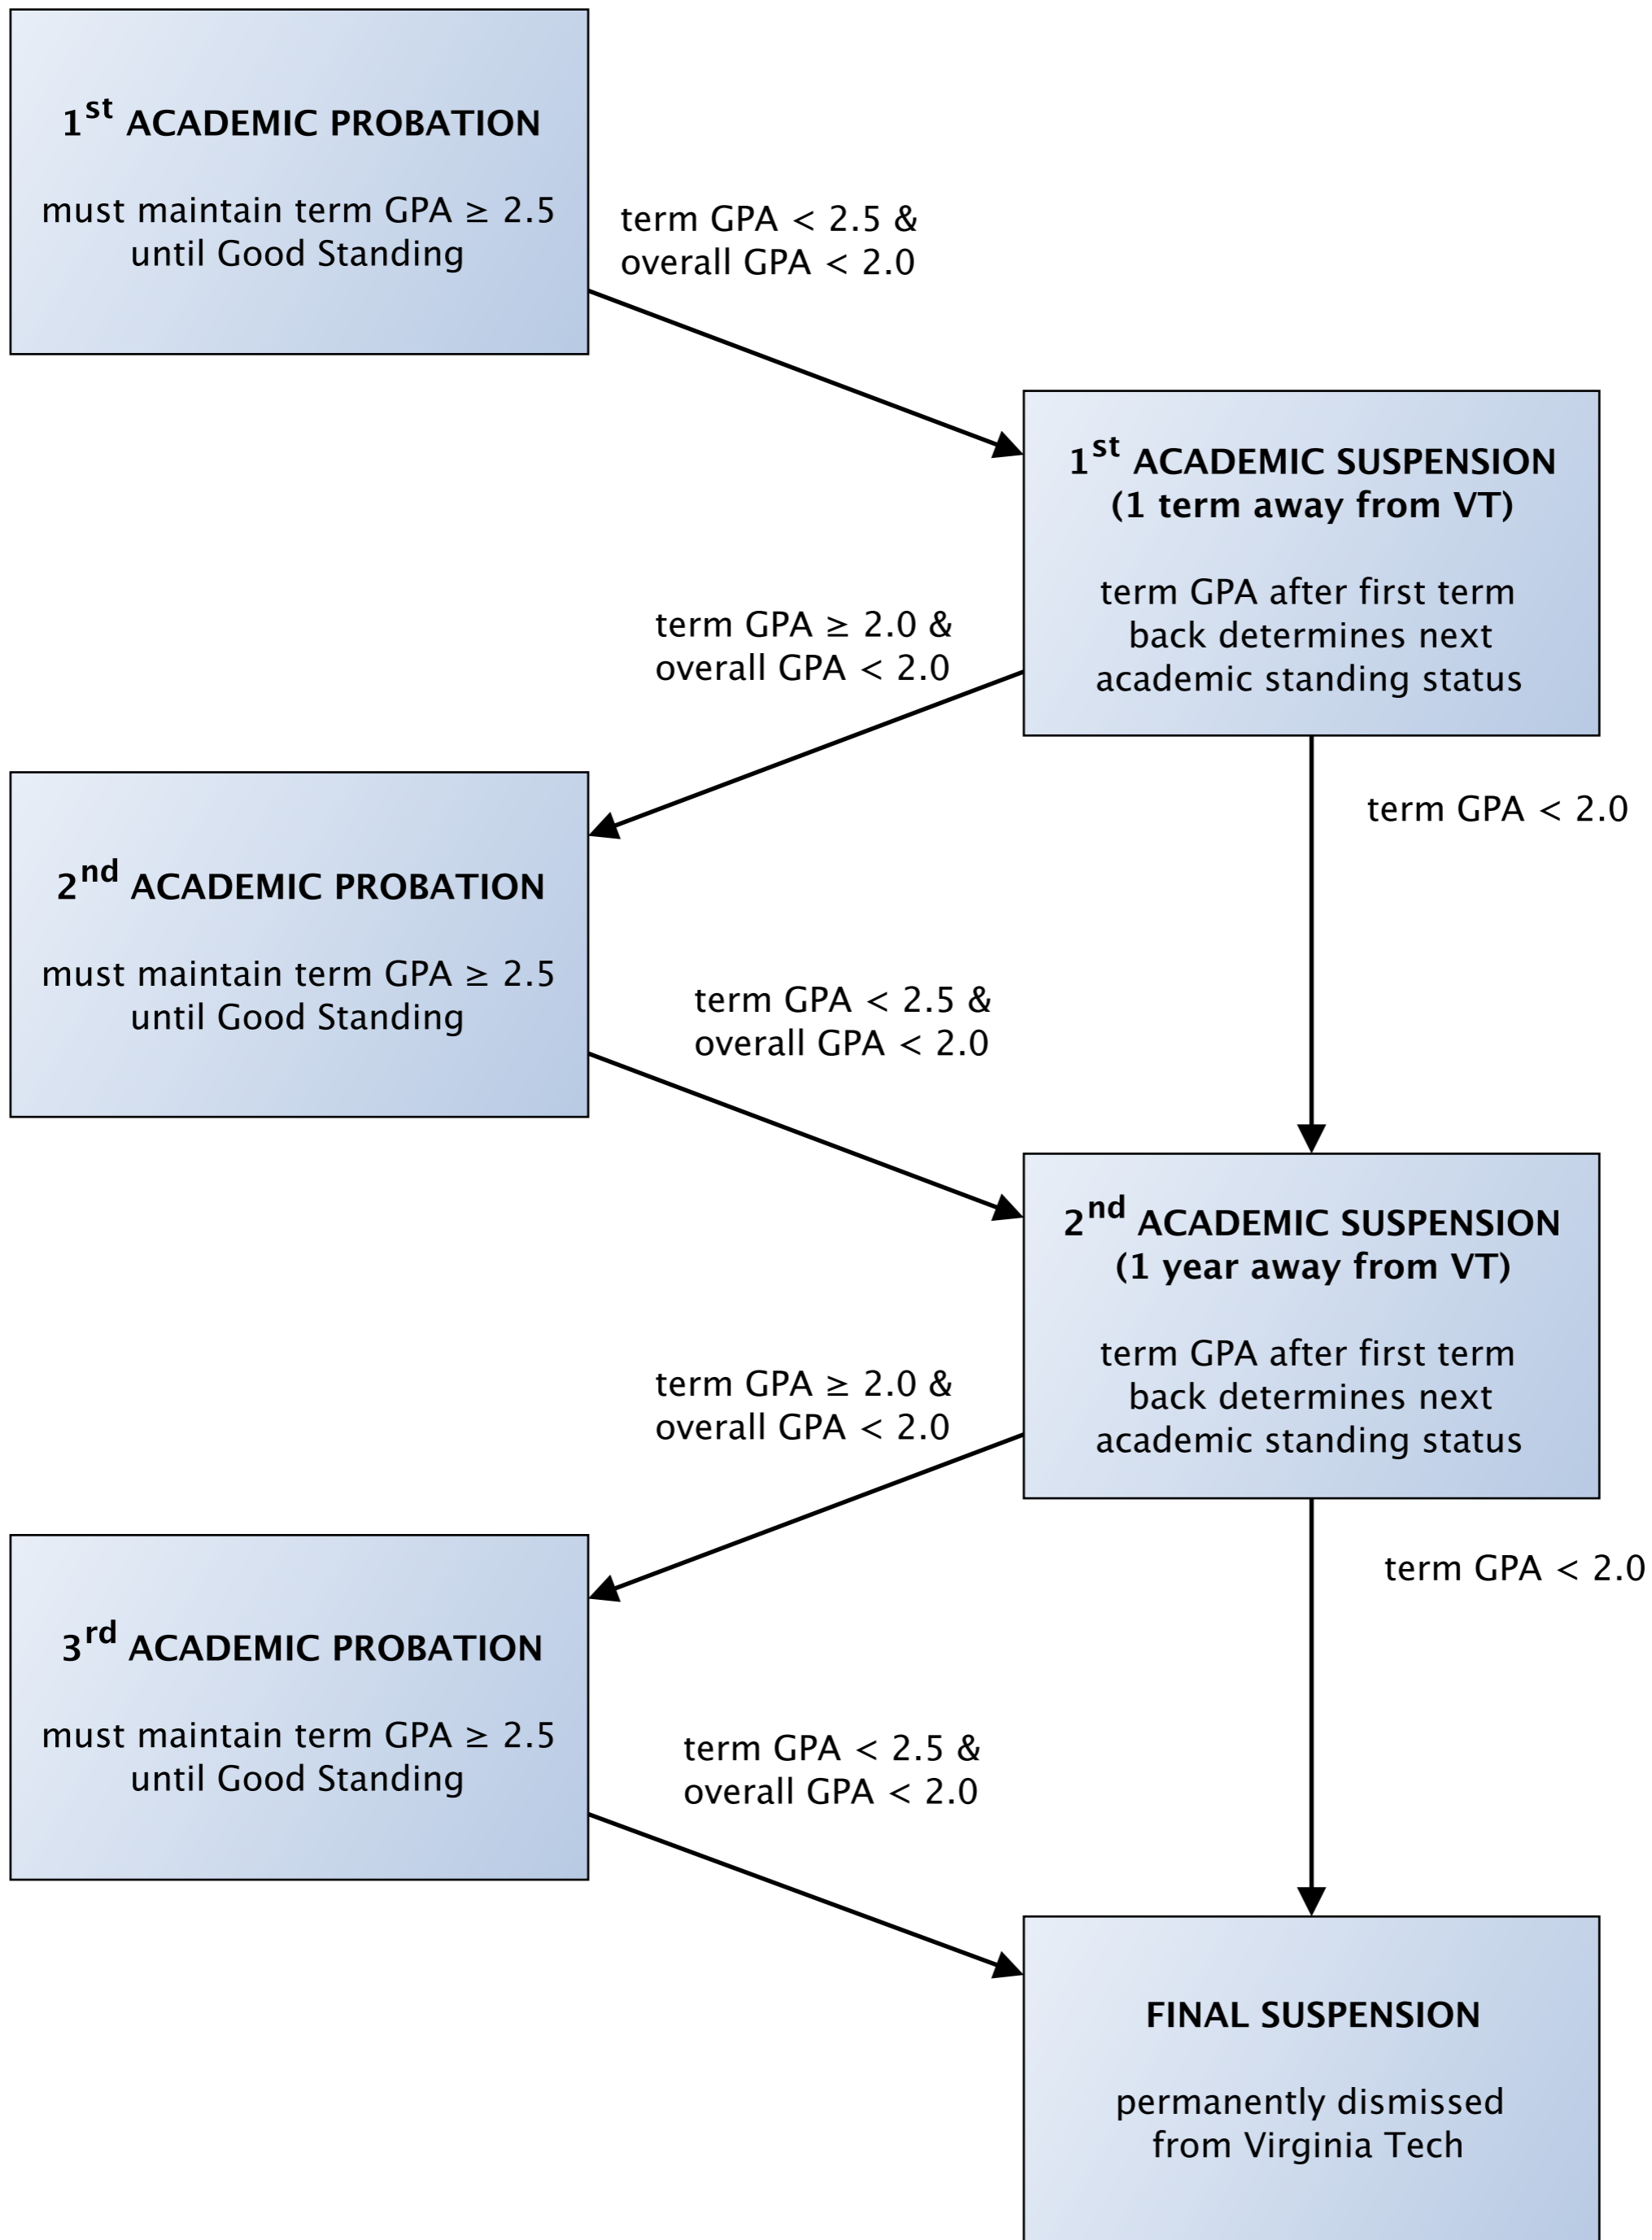 1st ACADEMIC PROBATION
must maintain term GPA ≥ 2.5
until Good Standing
term GPA < 2.5 &
overall GPA < 2.0
1st ACADEMIC SUSPENSION
(1 term away from VT)
term GPA after first term
back determines next
academic standing status
term GPA ≥ 2.0 &
overall GPA < 2.0
term GPA < 2.0
2nd ACADEMIC PROBATION
must maintain term GPA ≥ 2.5
until Good Standing
term GPA < 2.5 &
overall GPA < 2.0
2nd ACADEMIC SUSPENSION
(1 year away from VT)
term GPA after first term
back determines next
academic standing status
term GPA ≥ 2.0 &
overall GPA < 2.0
term GPA < 2.0
3rd ACADEMIC PROBATION
must maintain term GPA ≥ 2.5
until Good Standing
term GPA < 2.5 &
overall GPA < 2.0
FINAL SUSPENSION
permanently dismissed
from Virginia Tech